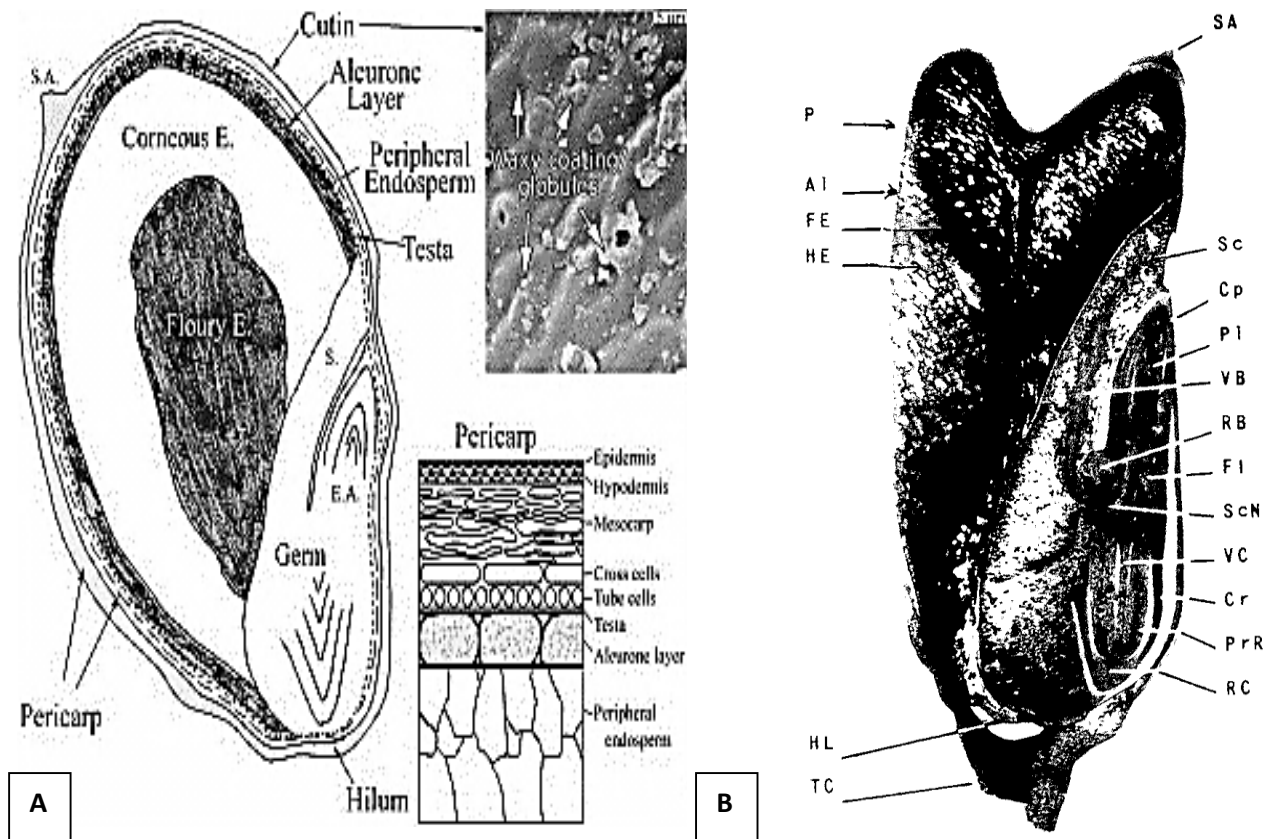 Cutin
Aleurone
Layer
S.A.
Corneous E.
Peripheral
Endosperm
Testa
Floury E.
S.
E.A.
Germ
Pericarp
Hilum
A
5 µm
Waxy coating/
globules
Pericarp
Epidermis
Hypodermis
Mesocarp
Cross cells
Tube cells
Testa
Aleurone layer
Peripheral
endosperm
SA
P
Al
FE
HE
Sc
Cp
Pl
VB
RB
Fl
ScN
VC
Cr
PrR
RC
HL
TC
B